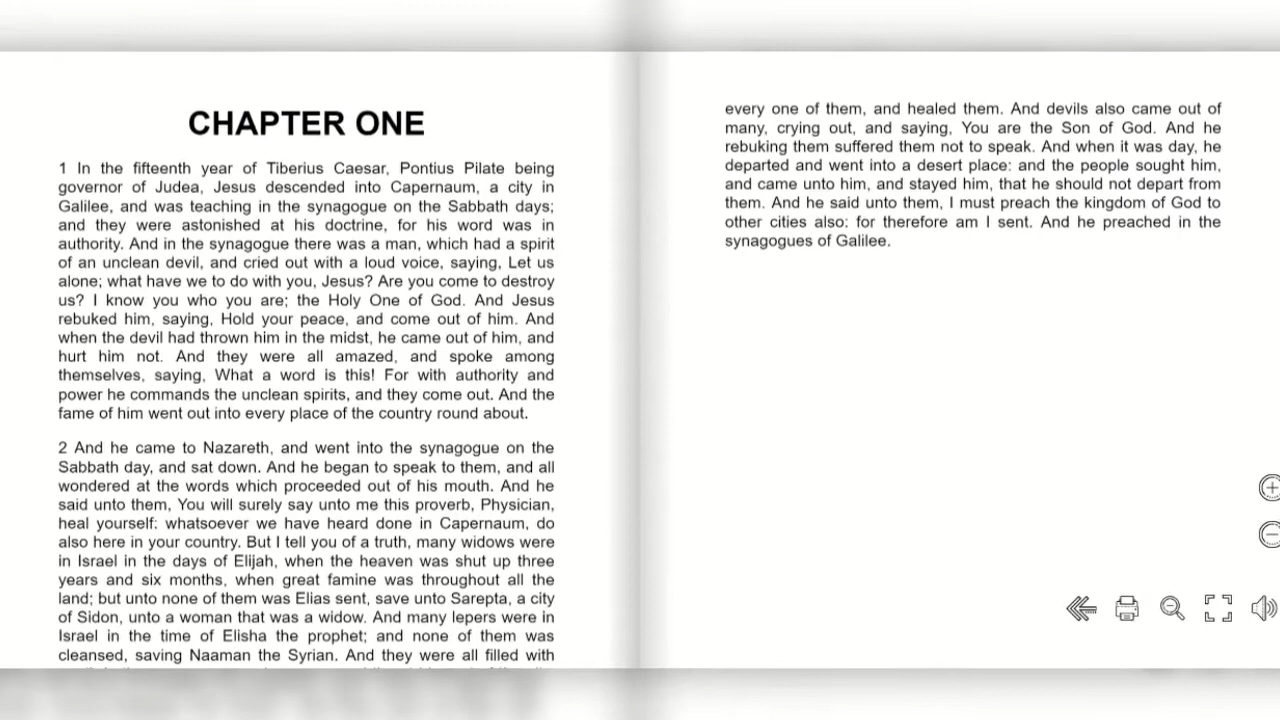 CHAPTER ONE
1 In the fifteenth year of Tiberius Caesar, Pontius Pilate being
governor of Judea, Jesus descended into Capernaum, a city in
Galilee, and was teaching in the synagogue on the Sabbath days;
and they were astonished at his doctrine, for his word was in
authority. And in the synagogue there was a man, which had a spirit
of an unclean devil, and cried out with a loud voice, saying, Let us
alone; what have we to do with you, Jesus? Are you come to destroy
us? I know you who you are; the Holy One of God. And Jesus
rebuked him, saying, Hold your peace, and come out of him. And
when the devil had thrown him in the midst, he came out of him, and
hurt him not. And they were all amazed, and spoke among
themselves, saying, What a word is this! For with authority and
power he commands the unclean spirits, and they come out. And the
fame of him went out into every place of the country round about.
2 And he came to Nazareth, and went into the synagogue on the
Sabbath day, and sat down. And he began to speak to them, and all
wondered at the words which proceeded out of his mouth. And he
said unto them, You will surely say unto me this proverb, Physician,
heal yourself: whatsoever we have heard done in Capernaum, do
also here in your country. But I tell you of a truth, many widows were
in Israel in the days of Elijah, when the heaven was shut up three
years and six months, when great famine was throughout all the
land; but unto none of them was Elias sent, save unto Sarepta, a city
of Sidon, unto a woman that was a widow. And many lepers were in
Israel in the time of Elisha the prophet; and none of them was
cleansed, saving Naaman the Syrian. And they were all filled with
every one of them, and healed them. And devils also came out of
many, crying out, and saying, You are the Son of God. And he
rebuking them suffered them not to speak. And when it was day, he
departed and went into a desert place: and the people sought him,
and came unto him, and stayed him, that he should not depart from
them. And he said unto them, I must preach the kingdom of God to
other cities also: for therefore am I sent. And he preached in the
synagogues of Galilee.